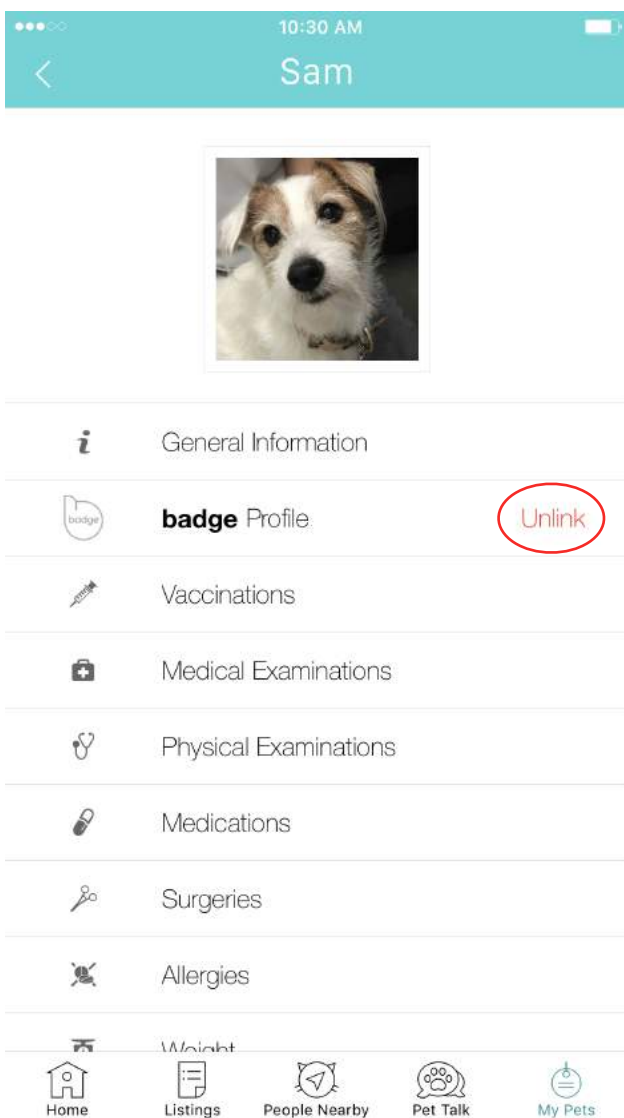 10:30 AM
Sam
General Information
badge
badge Profile
Unlink
Vaccinations
Medical Examinations
Physical Examinations
Medications
Surgeries
Allergies
Weight
Home
Listings
People Nearby
Pet Talk
My Pets